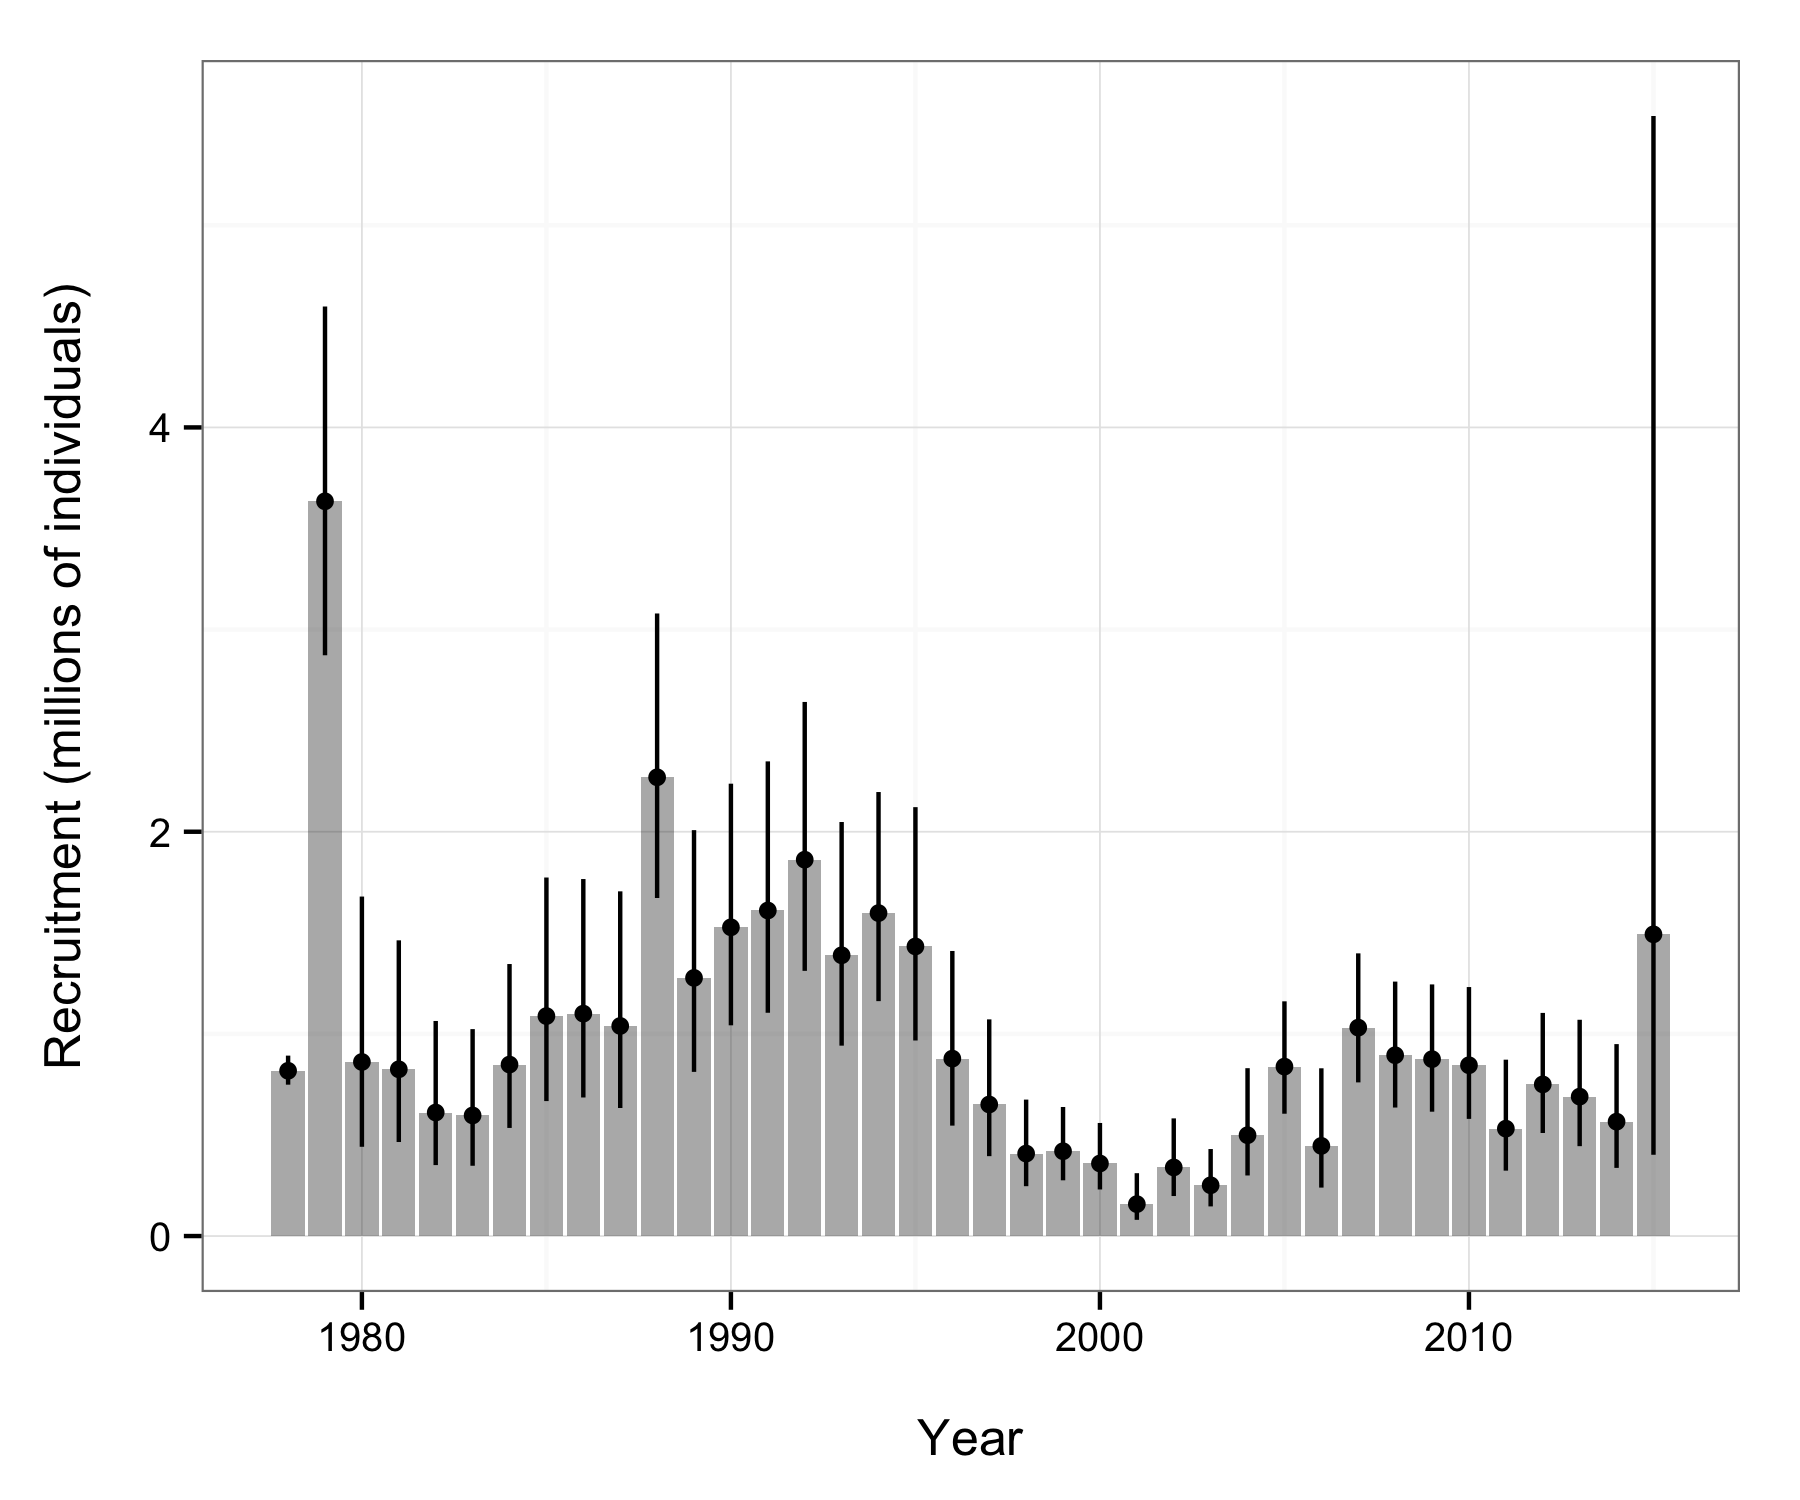 Recruitment (millions of individuals)
4
2
0
1980 1990 2000 2010
Year